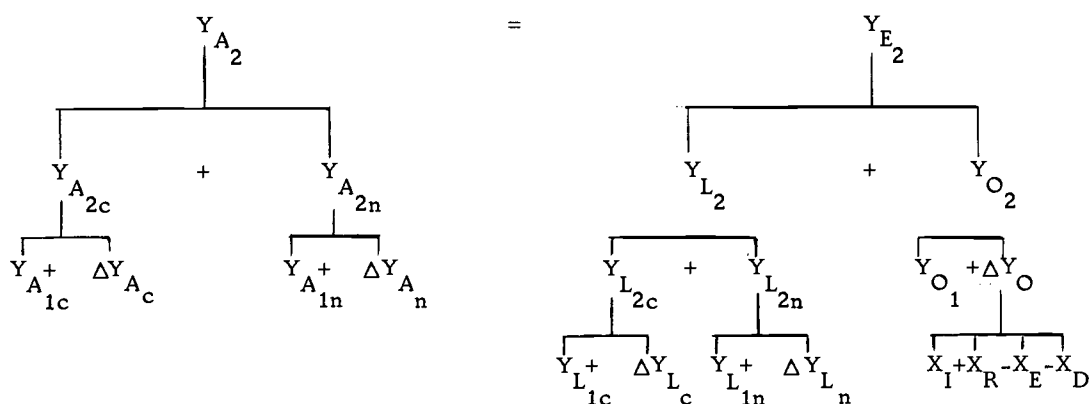 Y_{A_2} = Y_{E_2}
Y_{A_{2c}} + Y_{A_{2n}} Y_{L_2} + Y_{O_2}
Y_{A_{1c}} + ΔY_{A_c} Y_{A_{1n}} + ΔY_{A_n} Y_{L_{2c}} + Y_{L_{2n}} Y_{O_1} + ΔY_O
Y_{L_{1c}} + ΔY_{L_c} Y_{L_{1n}} + ΔY_{L_n} X_I + X_R - X_E - X_D